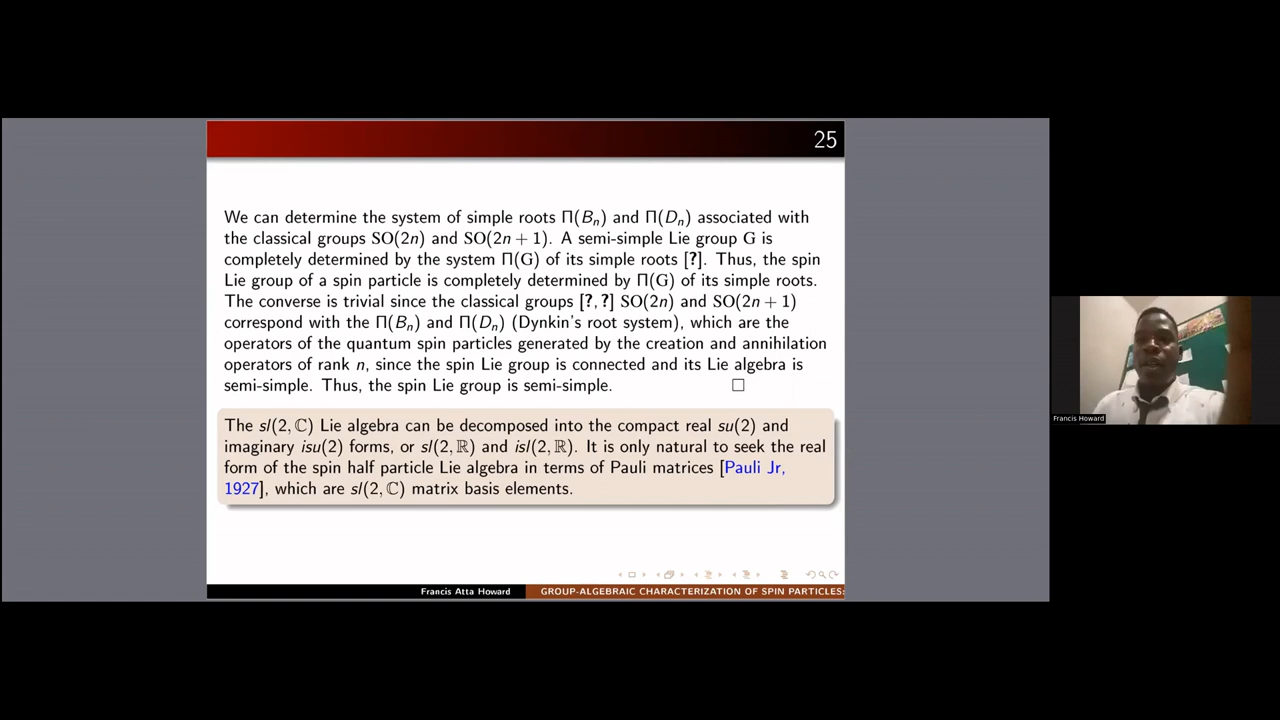 25
We can determine the system of simple roots Π(Bₙ) and Π(Dₙ) associated with
the classical groups SO(2n) and SO(2n + 1). A semi-simple Lie group G is
completely determined by the system Π(G) of its simple roots [?]. Thus, the spin
Lie group of a spin particle is completely determined by Π(G) of its simple roots.
The converse is trivial since the classical groups [?, ?] SO(2n) and SO(2n + 1)
correspond with the Π(Bₙ) and Π(Dₙ) (Dynkin's root system), which are the
operators of the quantum spin particles generated by the creation and annihilation
operators of rank n, since the spin Lie group is connected and its Lie algebra is
semi-simple. Thus, the spin Lie group is semi-simple. □
The sl(2, ℂ) Lie algebra can be decomposed into the compact real su(2) and
imaginary isu(2) forms, or sl(2, ℝ) and isl(2, ℝ). It is only natural to seek the real
form of the spin half particle Lie algebra in terms of Pauli matrices [Pauli Jr,
1927], which are sl(2, ℂ) matrix basis elements.
Francis Atta Howard GROUP-ALGEBRAIC CHARACTERIZATION OF SPIN PARTICLES:
Francis Howard